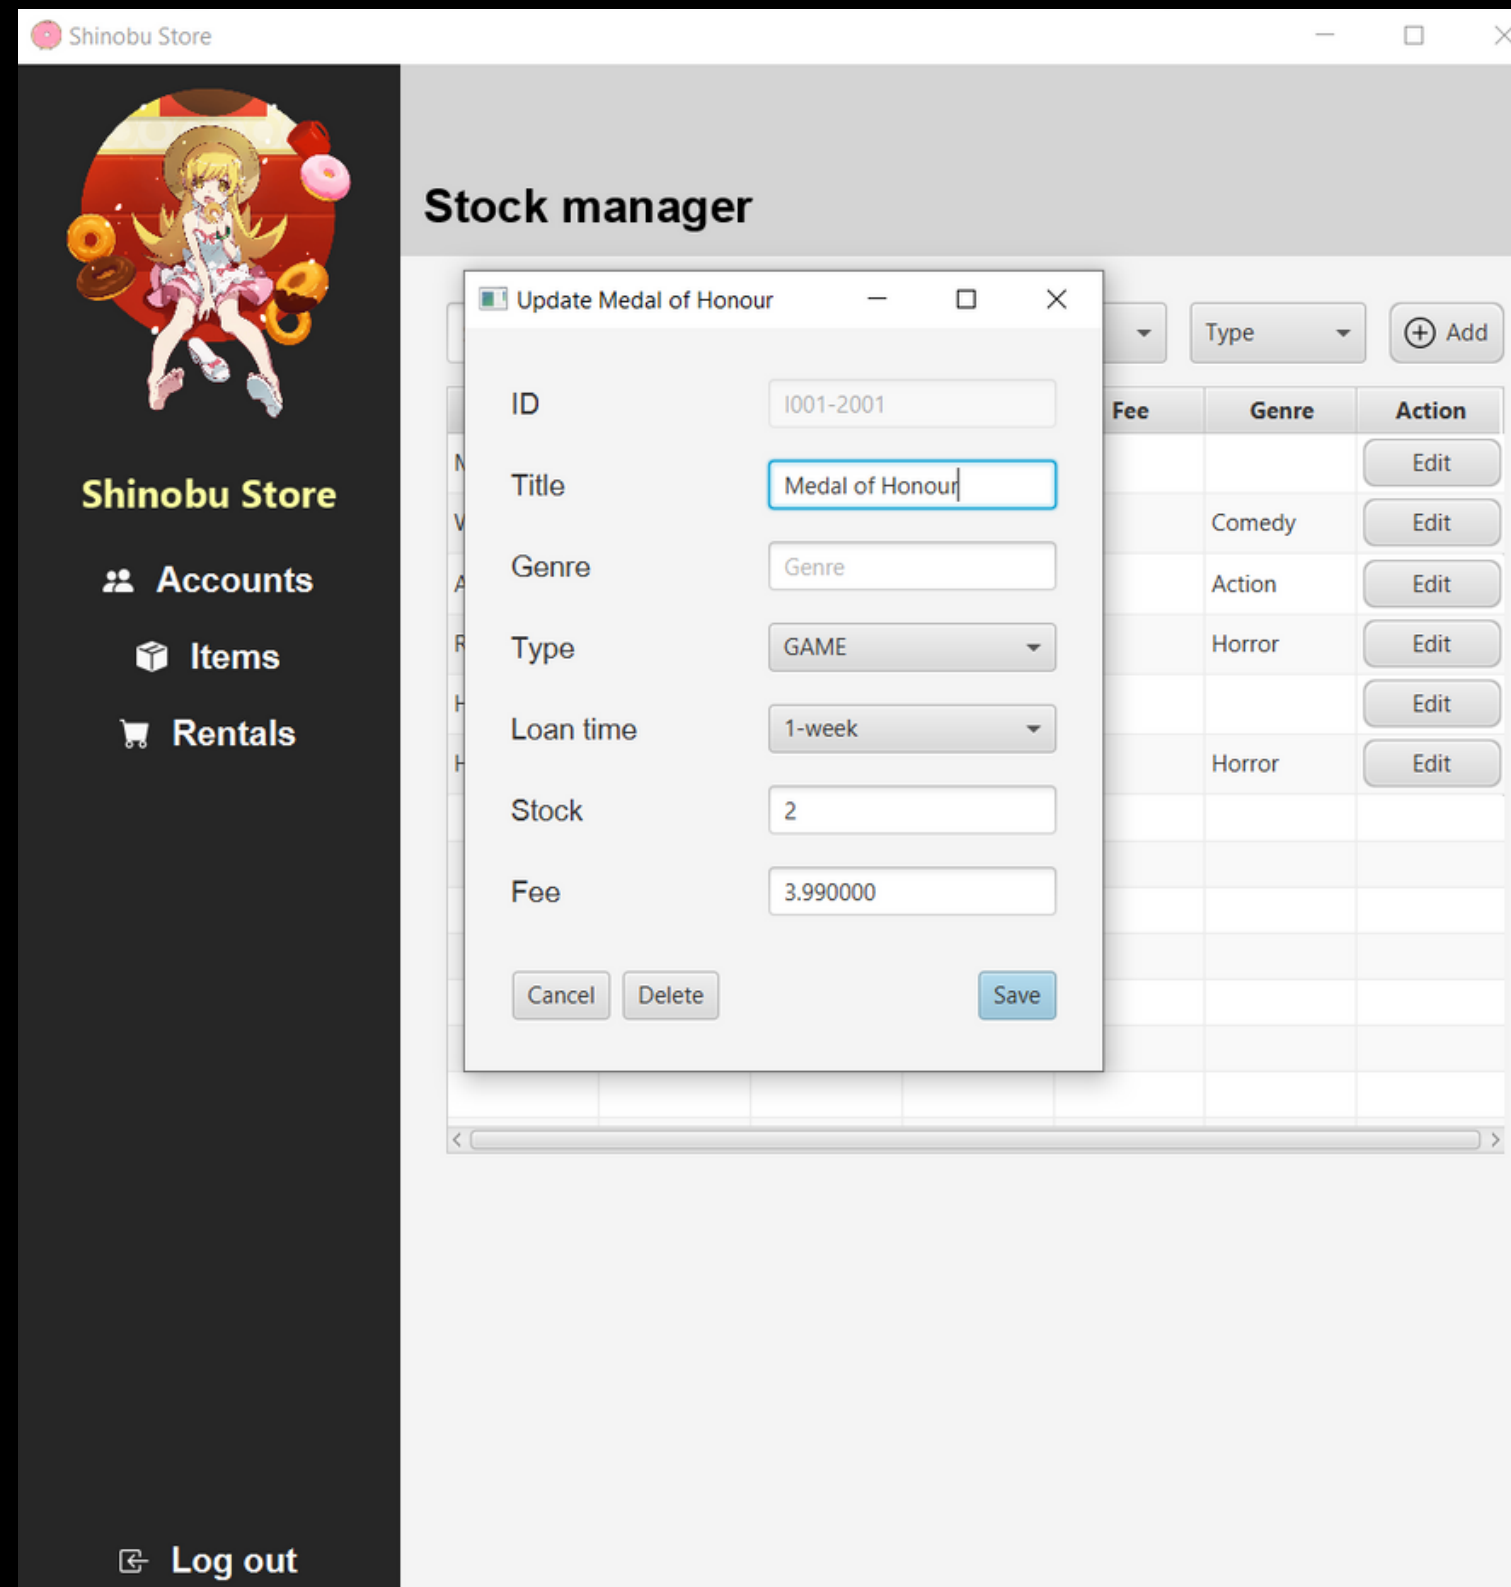 Shinobu Store
Stock manager
Update Medal of Honour
Type
Add
ID
I001-2001
Fee
Genre
Action
Edit
Title
Medal of Honour
Comedy
Edit
Genre
Genre
Action
Edit
Type
GAME
Horror
Edit
Loan time
1-week
Edit
Horror
Edit
Stock
2
Fee
3.990000
Cancel
Delete
Save
Shinobu Store
Accounts
Items
Rentals
Log out